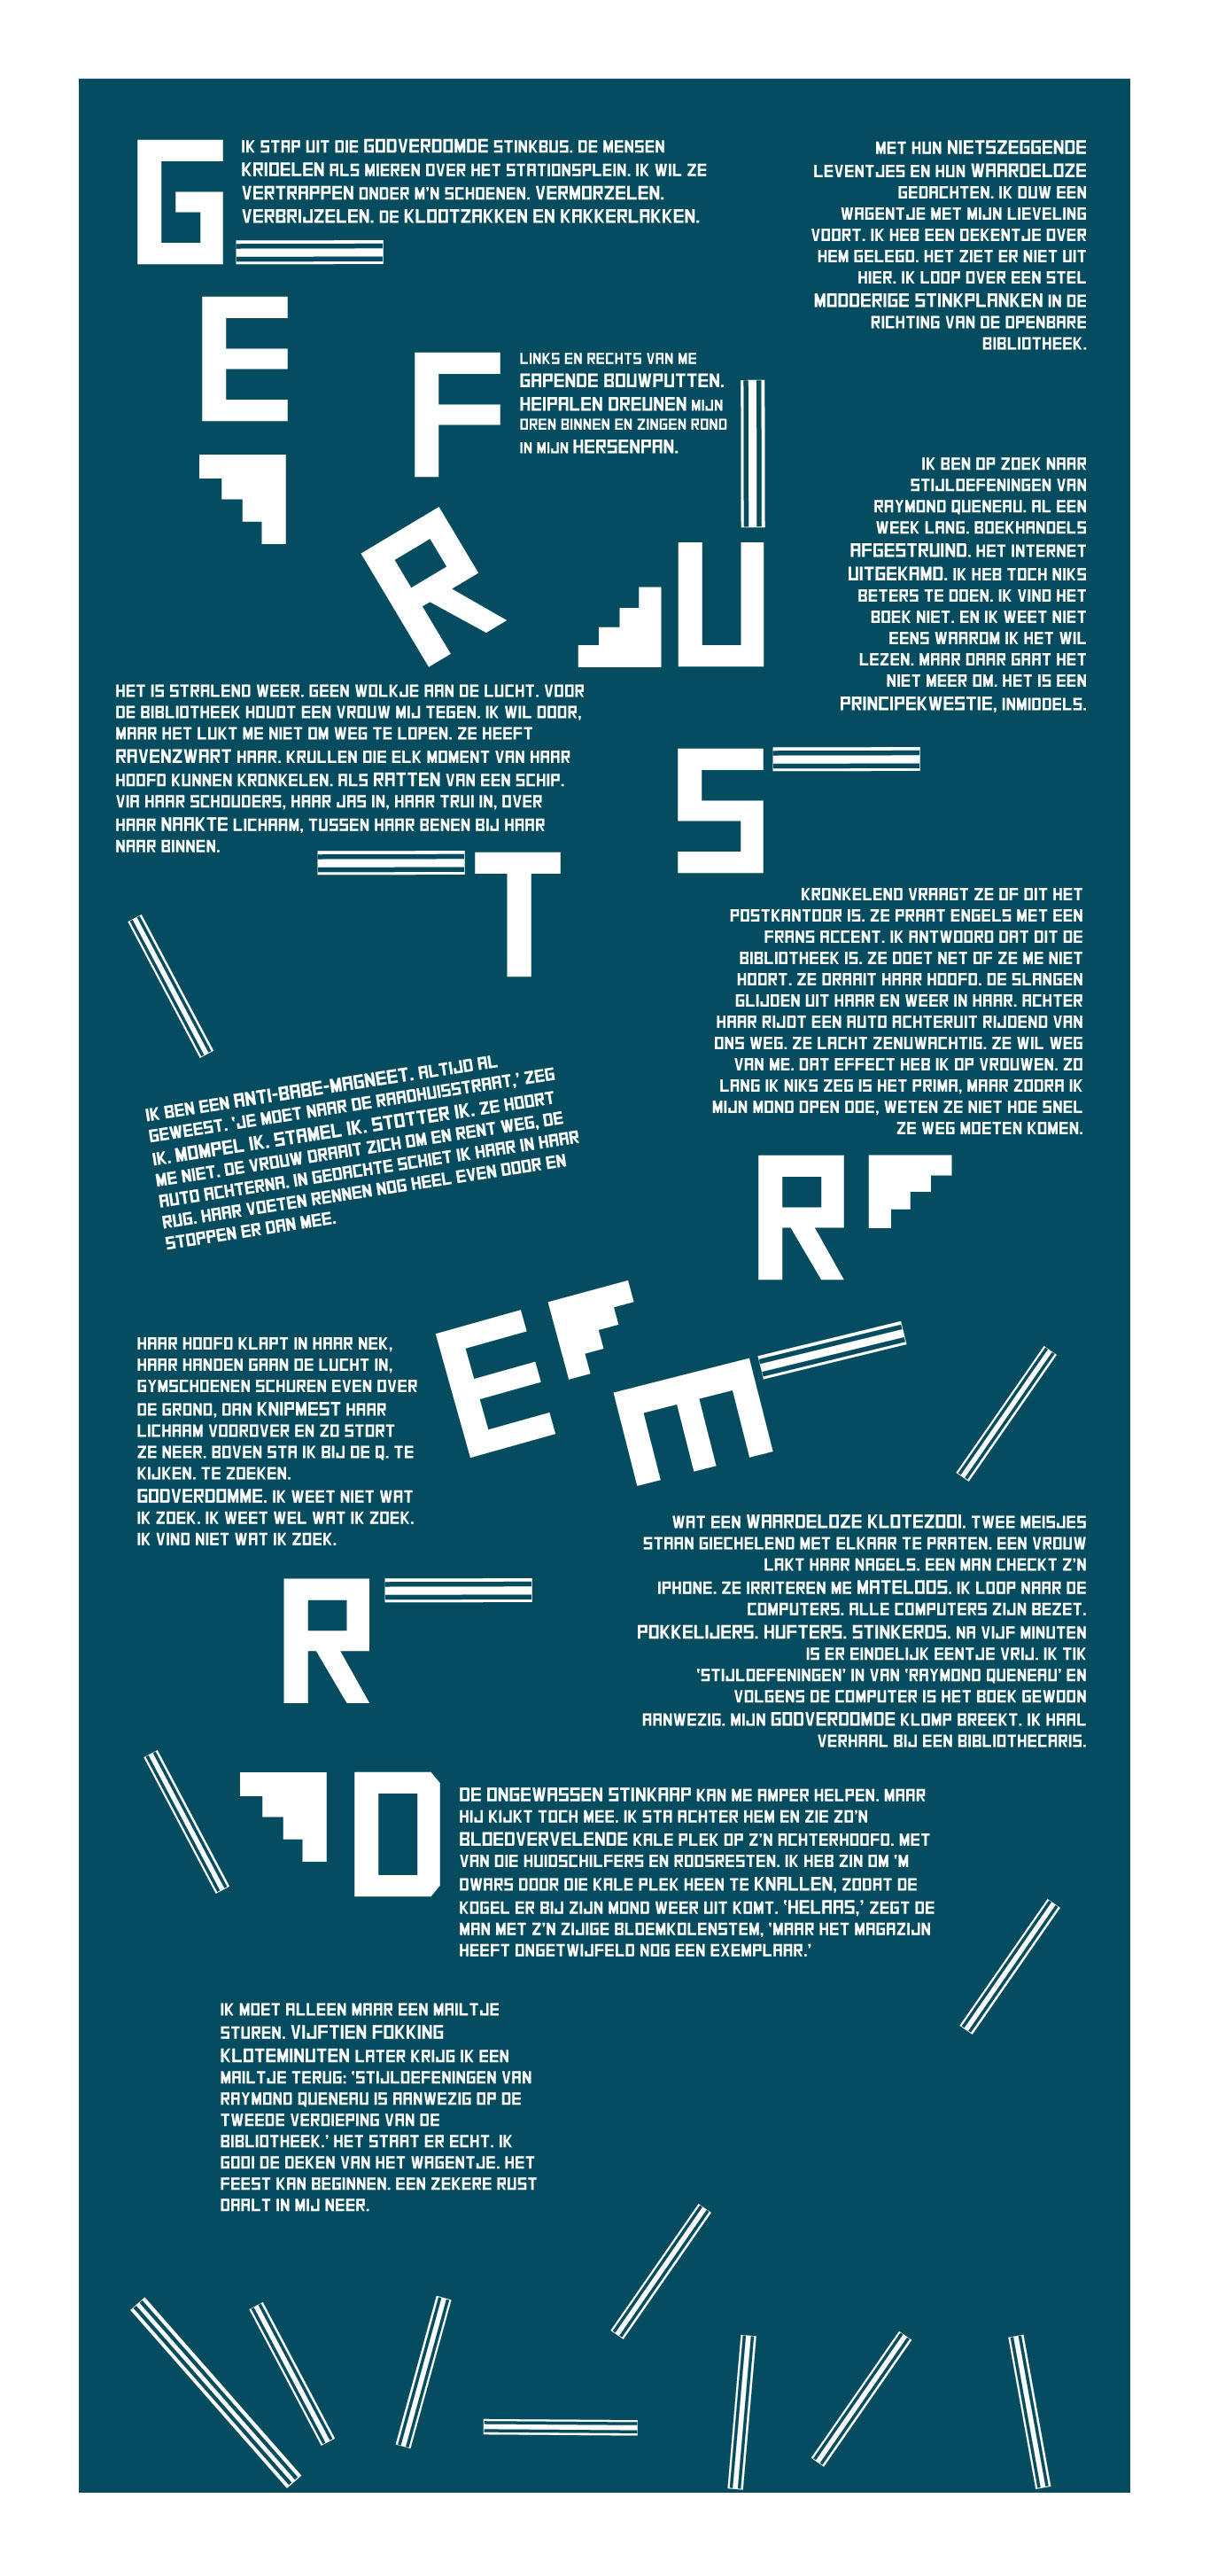 G
IK STAP UIT DIE GODVERDOMDE STINKBUS. DE MENSEN
KRIOELEN ALS MIEREN OVER HET STATIONSPLEIN. IK WIL ZE
VERTRAPPEN ONDER M'N SCHOENEN. VERMORZELEN.
VERBRIJZELEN. DE KLOOTZAKKEN EN KAKKERLAKKEN.
MET HUN NIETSZEGGENDE
LEVENTJES EN HUN WAARDELOZE
GEDACHTEN. IK DUW EEN
WAGENTJE MET MIJN LIEVELING
VOORT. IK HEB EEN DEKENTJE OVER
HEM GELEGD. HET ZIET ER NIET UIT
HIER. IK LOOP OVER EEN STEL
MODDERIGE STINKPLANKEN IN DE
RICHTING VAN DE OPENBARE
BIBLIOTHEEK.
E
F
LINKS EN RECHTS VAN ME
GAPENDE BOUWPUTTEN.
HEIPALEN DREUNEN MIJN
OREN BINNEN EN ZINGEN ROND
IN MIJN HERSENPAN.
R
U
IK BEN OP ZOEK NAAR
STIJLOEFENINGEN VAN
RAYMOND QUENEAU. AL EEN
WEEK LANG. BOEKHANDELS
AFGESTRUIND. HET INTERNET
UITGEKAMD. IK HEB TOCH NIKS
BETERS TE DOEN. IK VIND HET
BOEK NIET. EN IK WEET NIET
EENS WAAROM IK HET WIL
LEZEN. MAAR DAAR GAAT HET
NIET MEER OM. HET IS EEN
PRINCIPEKWESTIE, INMIDDELS.
HET IS STRALEND WEER. GEEN WOLKJE AAN DE LUCHT. VOOR
DE BIBLIOTHEEK HOUDT EEN VROUW MIJ TEGEN. IK WIL DOOR,
MAAR HET LUKT ME NIET OM WEG TE LOPEN. ZE HEEFT
RAVENZWART HAAR. KRULLEN DIE ELK MOMENT VAN HAAR
HOOFD KUNNEN KRONKELEN. ALS RATTEN VAN EEN SCHIP.
VIA HAAR SCHOUDERS, HAAR JAS IN, HAAR TRUI IN, OVER
HAAR NAAKTE LICHAAM, TUSSEN HAAR BENEN BIJ HAAR
NAAR BINNEN.
S
T
KRONKELEND VRAAGT ZE OF DIT HET
POSTKANTOOR IS. ZE PRAAT ENGELS MET EEN
FRANS ACCENT. IK ANTWOORD DAT DIT DE
BIBLIOTHEEK IS. ZE DOET NET OF ZE ME NIET
HOORT. ZE DRAAIT HAAR HOOFD. DE SLANGEN
GLIJDEN UIT HAAR EN WEER IN HAAR. ACHTER
HAAR RIJDT EEN AUTO ACHTERUIT RIJDEND VAN
ONS WEG. ZE LACHT ZENUWACHTIG. ZE WIL WEG
VAN ME. DAT EFFECT HEB IK OP VROUWEN. ZO
LANG IK NIKS ZEG IS HET PRIMA, MAAR ZODRA IK
MIJN MOND OPEN DOE, WETEN ZE NIET HOE SNEL
ZE WEG MOETEN KOMEN.
IK BEN EEN ANTI-BABE-MAGNEET. ALTIJD AL
GEWEEST. 'JE MOET NAAR DE RAADHUISSTRAAT,' ZEG
IK. MOMPEL IK. STAMEL IK. STOTTER IK. ZE HOORT
ME NIET. DE VROUW DRAAIT ZICH OM EN RENT WEG, DE
AUTO ACHTERNA. IN GEDACHTE SCHIET IK HAAR IN HAAR
RUG. HAAR VOETEN RENNEN NOG HEEL EVEN DOOR EN
STOPPEN ER DAN MEE.
R
E
E
HAAR HOOFD KLAPT IN HAAR NEK,
HAAR HANDEN GAAN DE LUCHT IN,
GYMSCHOENEN SCHUREN EVEN OVER
DE GROND, DAN KNIPMEST HAAR
LICHAAM VOOROVER EN ZO STORT
ZE NEER. BOVEN STA IK BIJ DE Q. TE
KIJKEN. TE ZOEKEN.
GODVERDOMME. IK WEET NIET WAT
IK ZOEK. IK WEET WEL WAT IK ZOEK.
IK VIND NIET WAT IK ZOEK.
WAT EEN WAARDELOZE KLOTEZOOI. TWEE MEISJES
STAAN GIECHELEND MET ELKAAR TE PRATEN. EEN VROUW
LAKT HAAR NAGELS. EEN MAN CHECKT Z'N
IPHONE. ZE IRRITEREN ME MATELOOS. IK LOOP NAAR DE
COMPUTERS. ALLE COMPUTERS ZIJN BEZET.
POKKELIJERS. HUFTERS. STINKERDS. NA VIJF MINUTEN
IS ER EINDELIJK EENTJE VRIJ. IK TIK
'STIJLOEFENINGEN' IN VAN 'RAYMOND QUENEAU' EN
VOLGENS DE COMPUTER IS HET BOEK GEWOON
AANWEZIG. MIJN GODVERDOMDE KLOMP BREEKT. IK HAAL
VERHAAL BIJ EEN BIBLIOTHECARIS.
R
D
DE ONGEWASSEN STINKAAP KAN ME AMPER HELPEN. MAAR
HIJ KIJKT TOCH MEE. IK STA ACHTER HEM EN ZIE ZO'N
BLOEDVERVELENDE KALE PLEK OP Z'N ACHTERHOOFD. MET
VAN DIE HUIDSCHILFERS EN ROOSRESTEN. IK HEB ZIN OM 'M
DWARS DOOR DIE KALE PLEK HEEN TE KNALLEN, ZODAT DE
KOGEL ER BIJ ZIJN MOND WEER UIT KOMT. 'HELAAS,' ZEGT DE
MAN MET Z'N ZIJIGE BLOEMKOLENSTEM, 'MAAR HET MAGAZIJN
HEEFT ONGETWIJFELD NOG EEN EXEMPLAAR.'
IK MOET ALLEEN MAAR EEN MAILTJE
STUREN. VIJFTIEN FOKKING
KLOTEMINUTEN LATER KRIJG IK EEN
MAILTJE TERUG: 'STIJLOEFENINGEN VAN
RAYMOND QUENEAU IS AANWEZIG OP DE
TWEEDE VERDIEPING VAN DE
BIBLIOTHEEK.' HET STAAT ER ECHT. IK
GOOI DE DEKEN VAN HET WAGENTJE. HET
FEEST KAN BEGINNEN. EEN ZEKERE RUST
DAALT IN MIJ NEER.